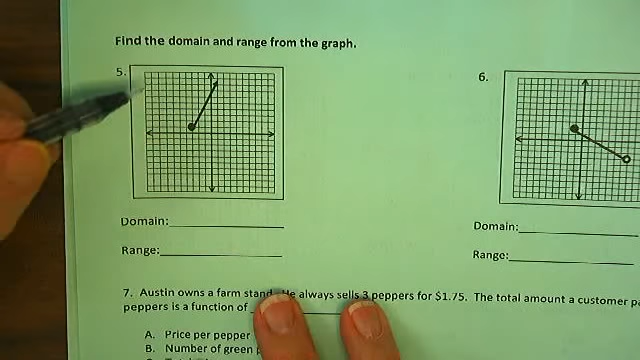 Find the domain and range from the graph.
5.
6.
Domain:
Range:
Domain:
Range:
7. Austin owns a farm stand. He always sells 3 peppers for $1.75. The total amount a customer
peppers is a function of
A. Price per pepper
B. Number of green